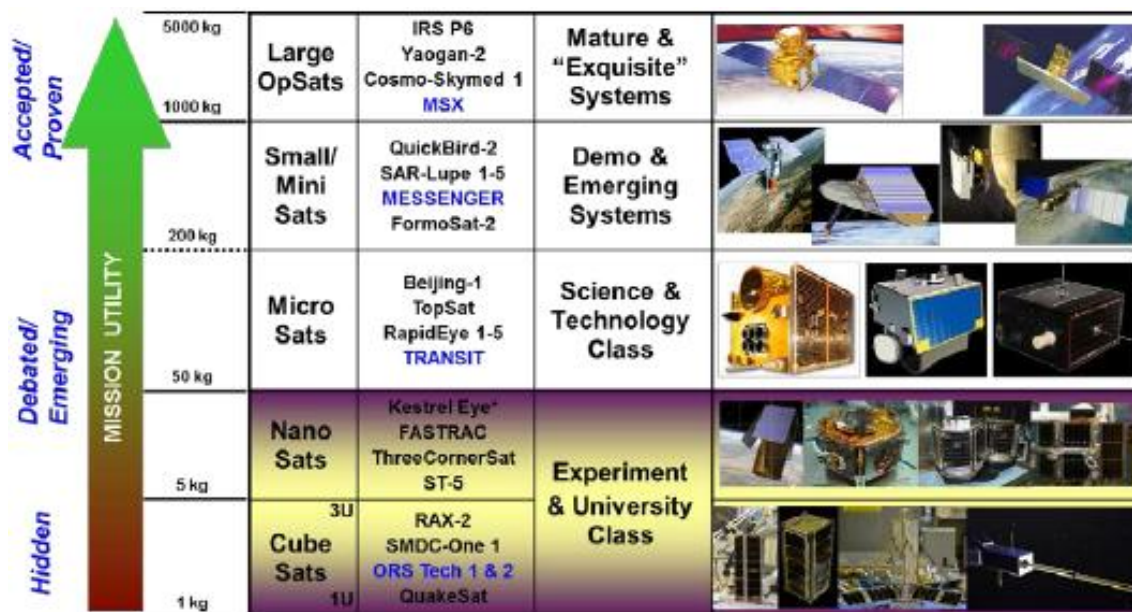 Accepted/
Proven
Debated/
Emerging
Hidden
MISSION UTILITY
5000 kg
1000 kg
200 kg
50 kg
5 kg
1 kg
Large
OpSats
IRS P6
Yaogan-2
Cosmo-Skymed 1
MSX
Mature &
“Exquisite”
Systems
Small/
Mini
Sats
QuickBird-2
SAR-Lupe 1-5
MESSENGER
FormoSat-2
Demo &
Emerging
Systems
Micro
Sats
Beijing-1
TopSat
RapidEye 1-5
TRANSIT
Science &
Technology
Class
Nano
Sats
Kestrel Eye*
FASTRAC
ThreeCornerSat
ST-5
Experiment
& University
Class
3U
Cube
Sats
1U
RAX-2
SMDC-One 1
ORS Tech 1 & 2
QuakeSat